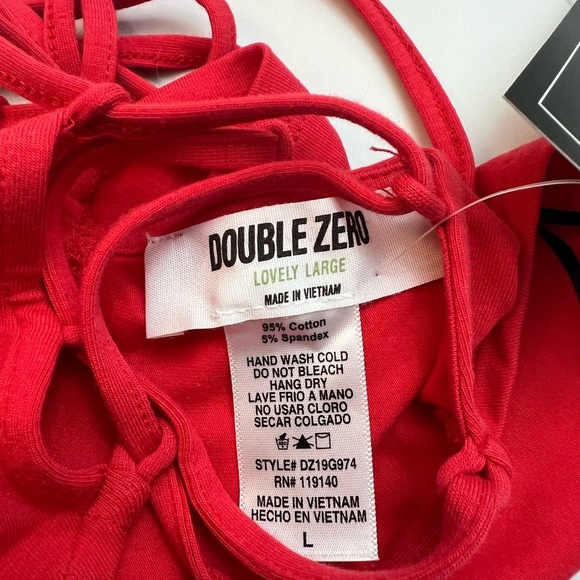 DOUBLE ZERO
LOVELY LARGE
MADE IN VIETNAM
95% Cotton
5% Spandex
HAND WASH COLD
DO NOT BLEACH
HANG DRY
LAVE FRIO A MANO
NO USAR CLORO
SECAR COLGADO
STYLE# DZ19G974
RN# 119140
MADE IN VIETNAM
HECHO EN VIETNAM
L